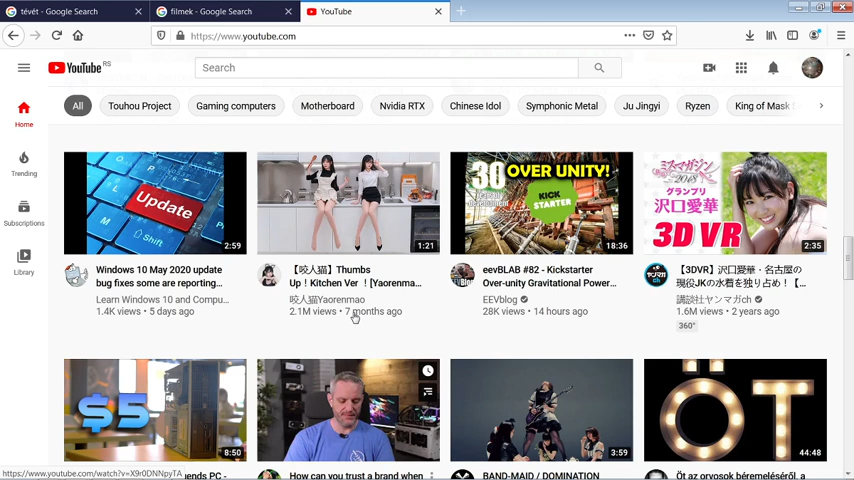 tévét - Google Search
filmek - Google Search
YouTube
https://www.youtube.com
YouTube RS
Search
All
Touhou Project
Gaming computers
Motherboard
Nvidia RTX
Chinese Idol
Symphonic Metal
Ju Jingyi
Ryzen
King of Mask
Home
Trending
Subscriptions
Library
Update
Shift
2:59
1:21
30
OVER UNITY!
KICK
STARTER
18:36
ミスマガジン
2018
グランプリ
沢口愛華
3D VR
2:35
Windows 10 May 2020 update
bug fixes some are reporting...
Learn Windows 10 and Compu...
1.4K views • 5 days ago
【咬人猫】Thumbs
Up！Kitchen Ver ！[Yaorenma...
咬人猫Yaorenmao
2.1M views • 7 months ago
eevBLAB #82 - Kickstarter
Over-unity Gravitational Power...
EEVblog
28K views • 14 hours ago
【3DVR】沢口愛華・名古屋の
現役JKの水着を独り占め！【...
講談社ヤンマガch
1.6M views • 2 years ago
360°
$5
8:50
3:59
ÖT
44:48
https://www.youtube.com/watch?v=X9r0DNNpyTA
ends PC -
How can you trust a brand when
BAND-MAID / DOMINATION
Öt az orvosok béremeléséről, a